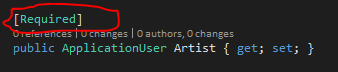 [Required]
0 references | 0 changes | 0 authors, 0 changes
public ApplicationUser Artist { get; set; }